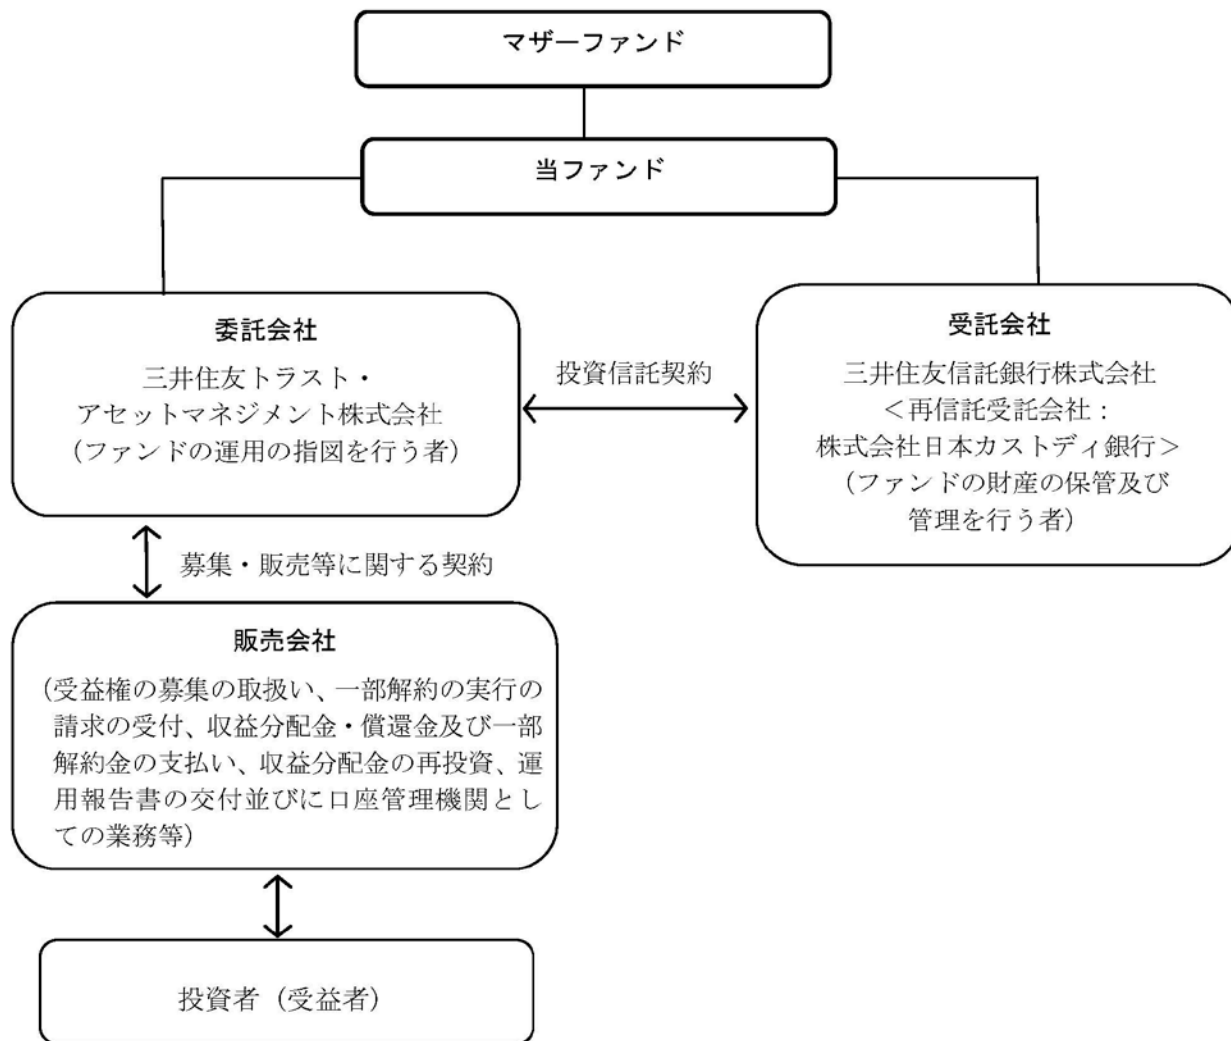 マザーファンド
当ファンド
委託会社
三井住友トラスト・
アセットマネジメント株式会社
（ファンドの運用の指図を行う者）
投資信託契約
受託会社
三井住友信託銀行株式会社
＜再信託受託会社：
株式会社日本カストディ銀行＞
（ファンドの財産の保管及び
管理を行う者）
募集・販売等に関する契約
販売会社
（受益権の募集の取扱い、一部解約の実行の
請求の受付、収益分配金・償還金及び一部
解約金の支払い、収益分配金の再投資、運
用報告書の交付並びに口座管理機関とし
ての業務等）
投資者（受益者）